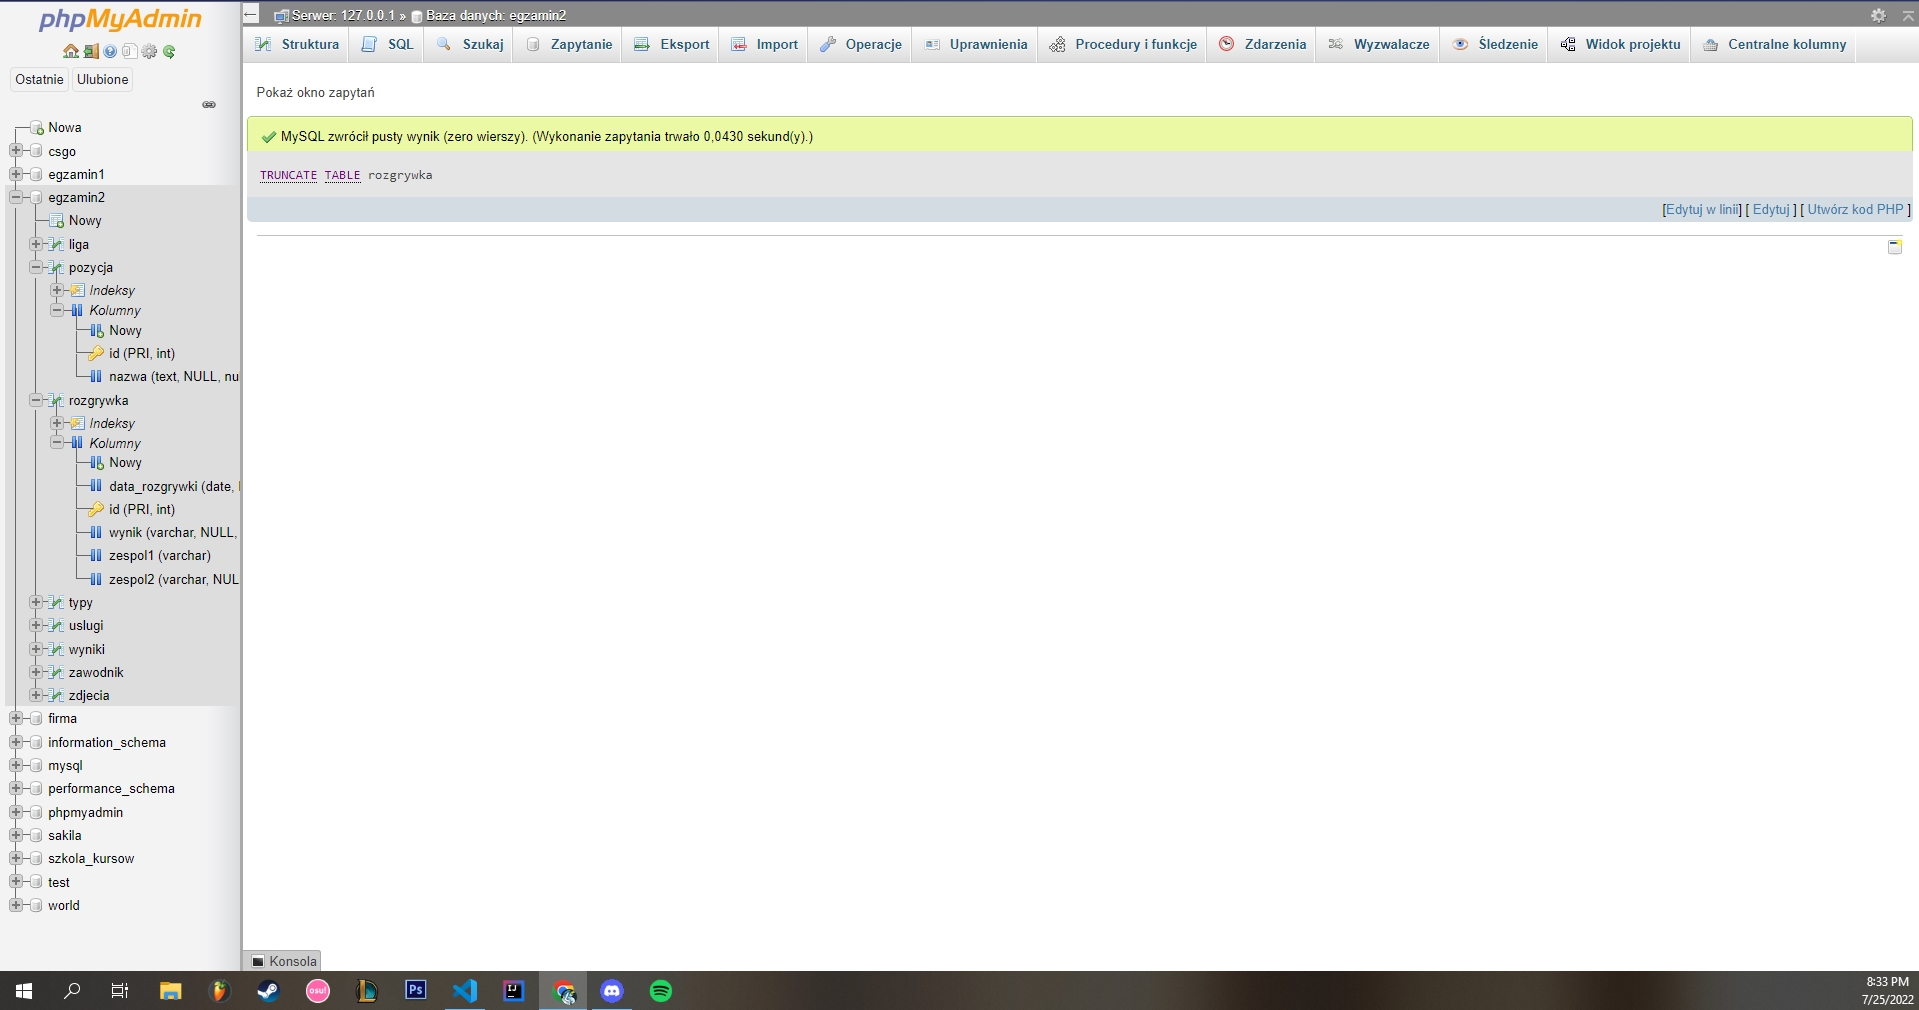 phpMyAdmin
Ostatnie
Ulubione
Nowa
csgo
egzamin1
egzamin2
Nowy
liga
pozycja
Indeksy
Kolumny
Nowy
id (PRI, int)
nazwa (text, NULL, nu
rozgrywka
Indeksy
Kolumny
Nowy
data_rozgrywki (date,
id (PRI, int)
wynik (varchar, NULL,
zespol1 (varchar)
zespol2 (varchar, NUL
typy
uslugi
wyniki
zawodnik
zdjecia
firma
information_schema
mysql
performance_schema
phpmyadmin
sakila
szkola_kursow
test
world
Serwer: 127.0.0.1 » Baza danych: egzamin2
Struktura SQL Szukaj Zapytanie Eksport Import Operacje Uprawnienia Procedury i funkcje Zdarzenia Wyzwalacze Śledzenie Widok projektu Centralne kolumny
Pokaż okno zapytań
MySQL zwrócił pusty wynik (zero wierszy). (Wykonanie zapytania trwało 0,0430 sekund(y).)
TRUNCATE TABLE rozgrywka
[Edytuj w linii] [ Edytuj ] [ Utwórz kod PHP ]
Konsola
osu!
Ps
IJ
8:33 PM
7/25/2022